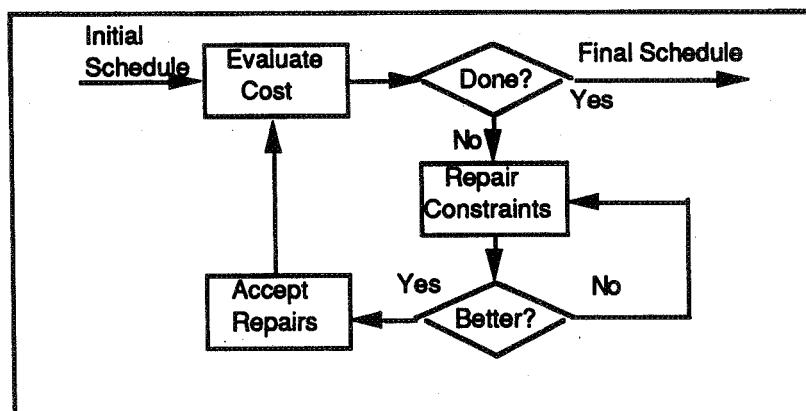 Initial
Schedule
Evaluate
Cost
Done?
Final Schedule
Yes
No
Repair
Constraints
Better?
Yes
No
Accept
Repairs